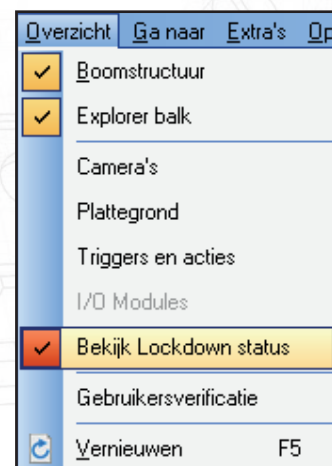 Overzicht Ga naar Extra's Op
Boomstructuur
Explorer balk
Camera's
Plattegrond
Triggers en acties
I/O Modules
Bekijk Lockdown status
Gebruikersverificatie
Vernieuwen F5